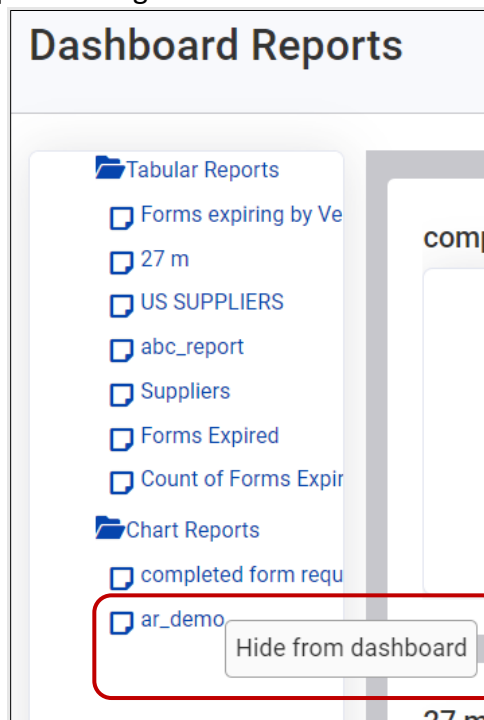 Dashboard Reports
Tabular Reports
Forms expiring by Ve
27 m
US SUPPLIERS
abc_report
Suppliers
Forms Expired
Count of Forms Expir
Chart Reports
completed form requ
ar_demo
Hide from dashboard
comp
27 m